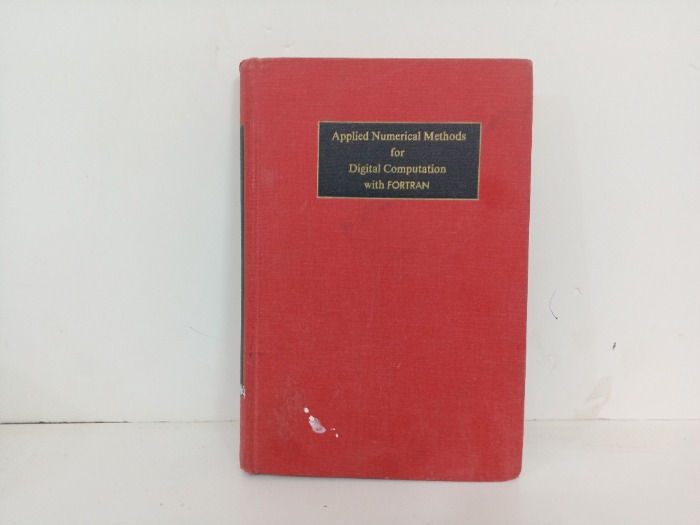 Applied Numerical Methods
for
Digital Computation
with FORTRAN